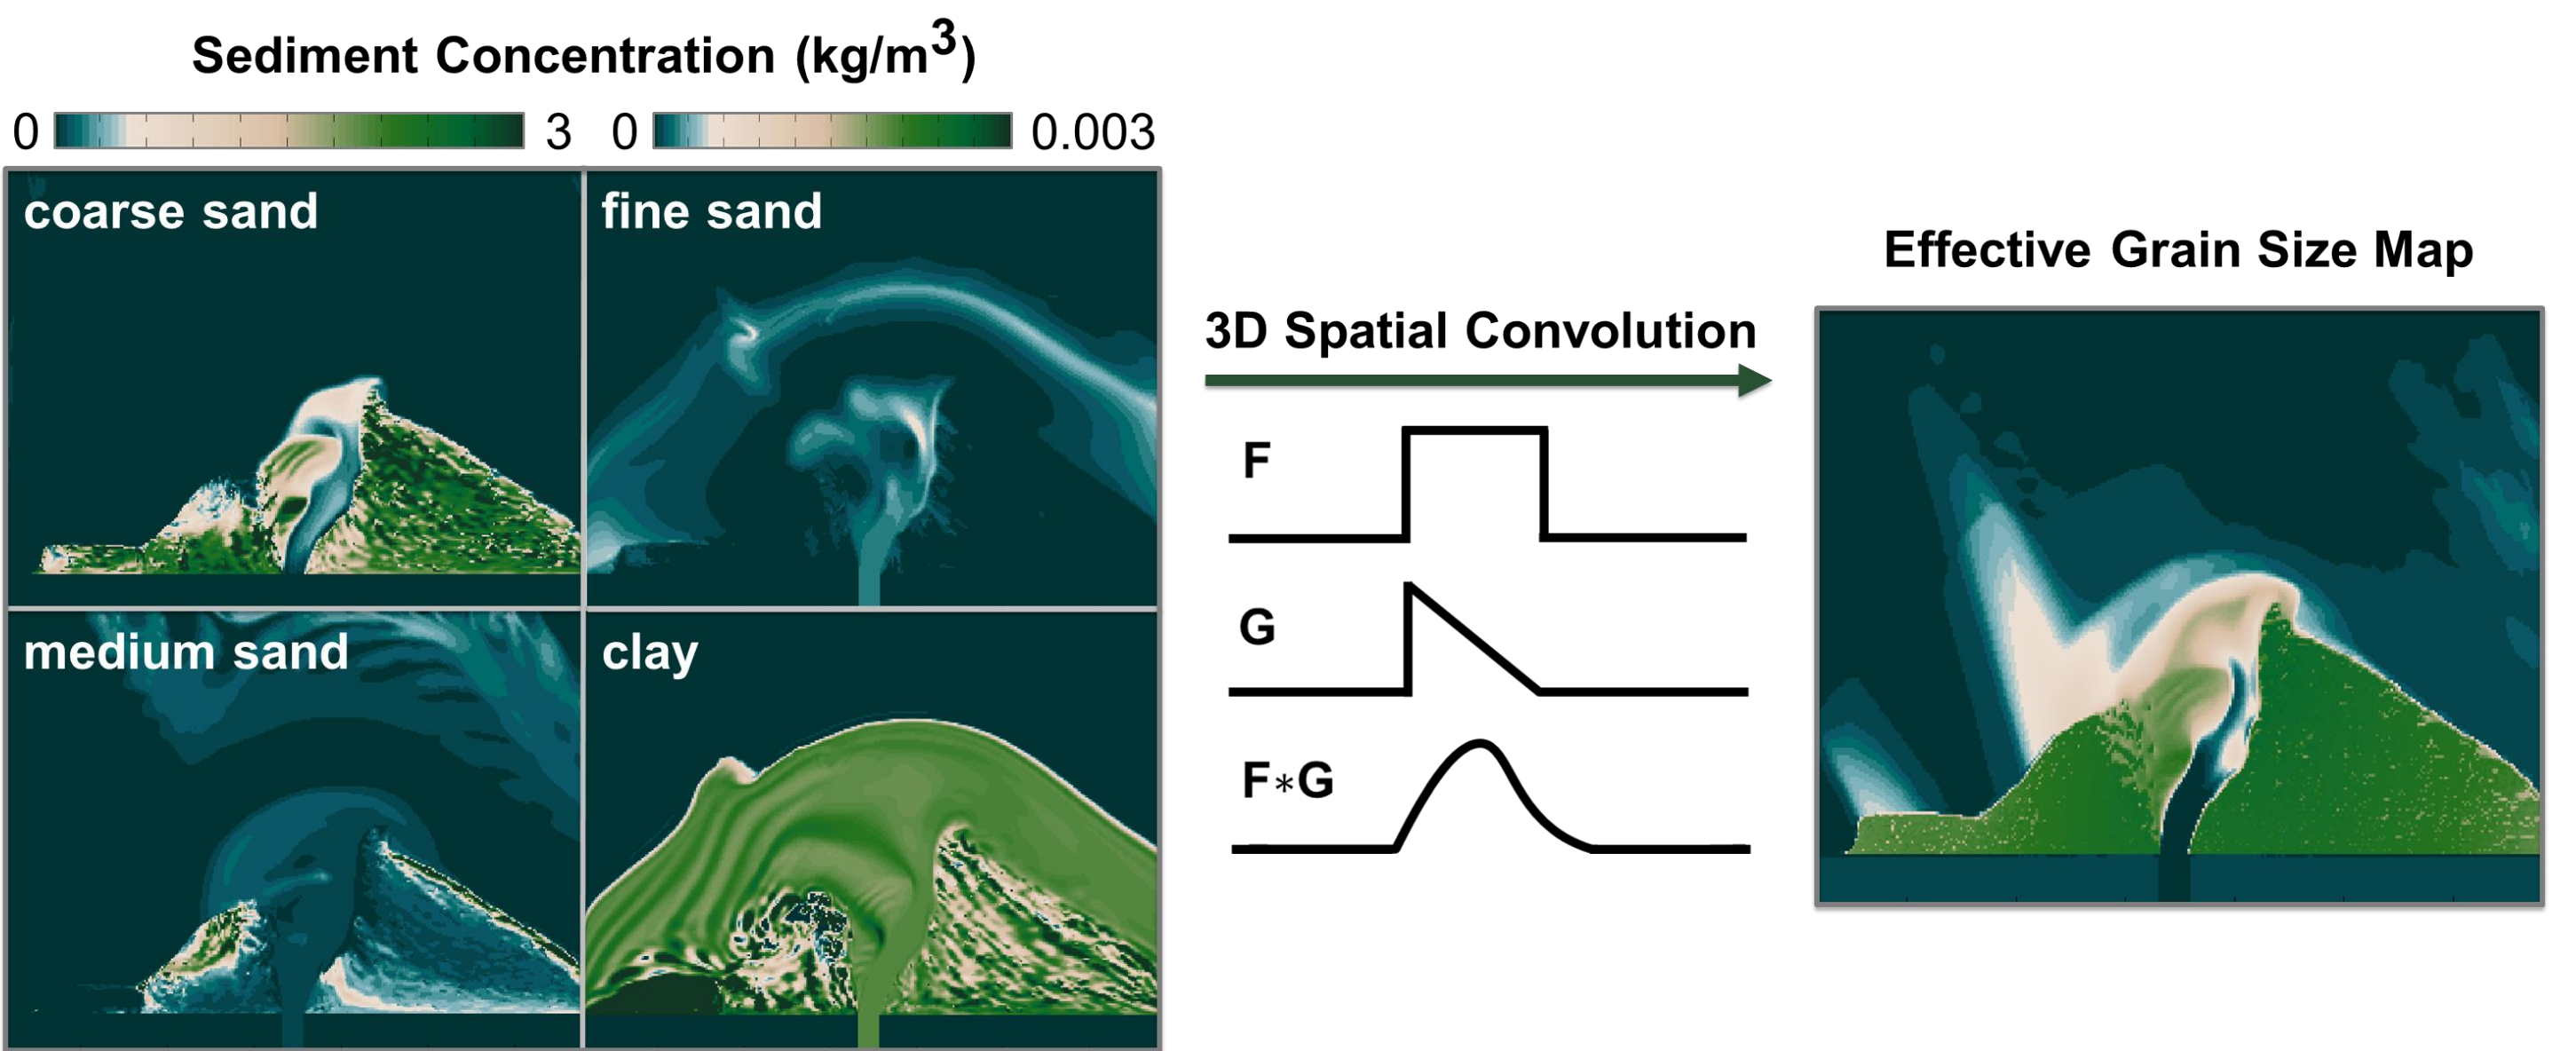 Sediment Concentration (kg/m³)
0 3 0 0.003
coarse sand
fine sand
medium sand
clay
3D Spatial Convolution
F
G
F∗G
Effective Grain Size Map